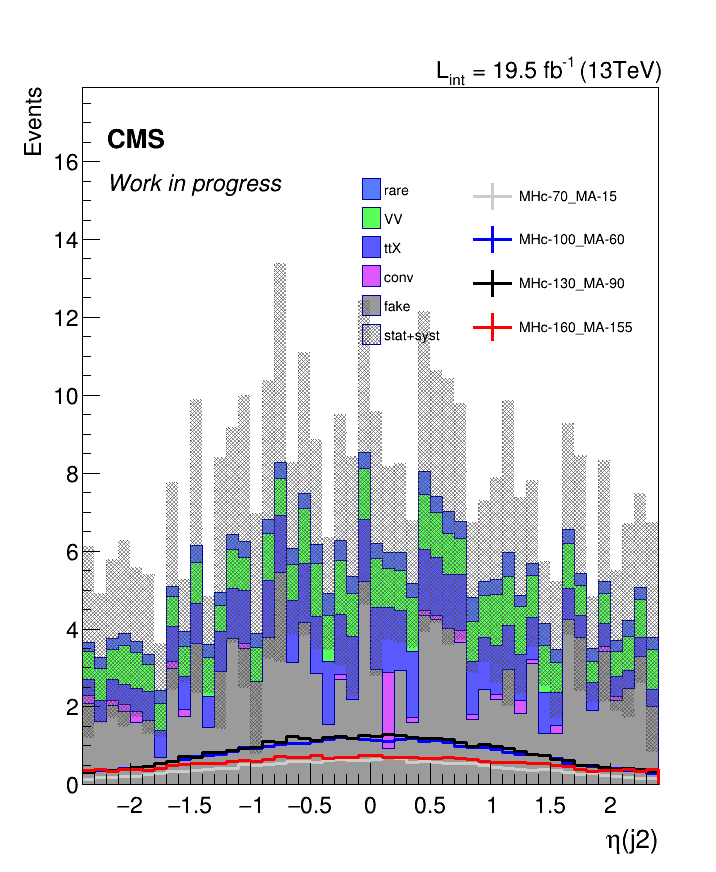 L_int = 19.5 fb^-1 (13TeV)
Events
CMS
Work in progress
rare
VV
ttX
conv
fake
stat+syst
MHc-70_MA-15
MHc-100_MA-60
MHc-130_MA-90
MHc-160_MA-155
16
14
12
10
8
6
4
2
0
−2 −1.5 −1 −0.5 0 0.5 1 1.5 2
η(j2)